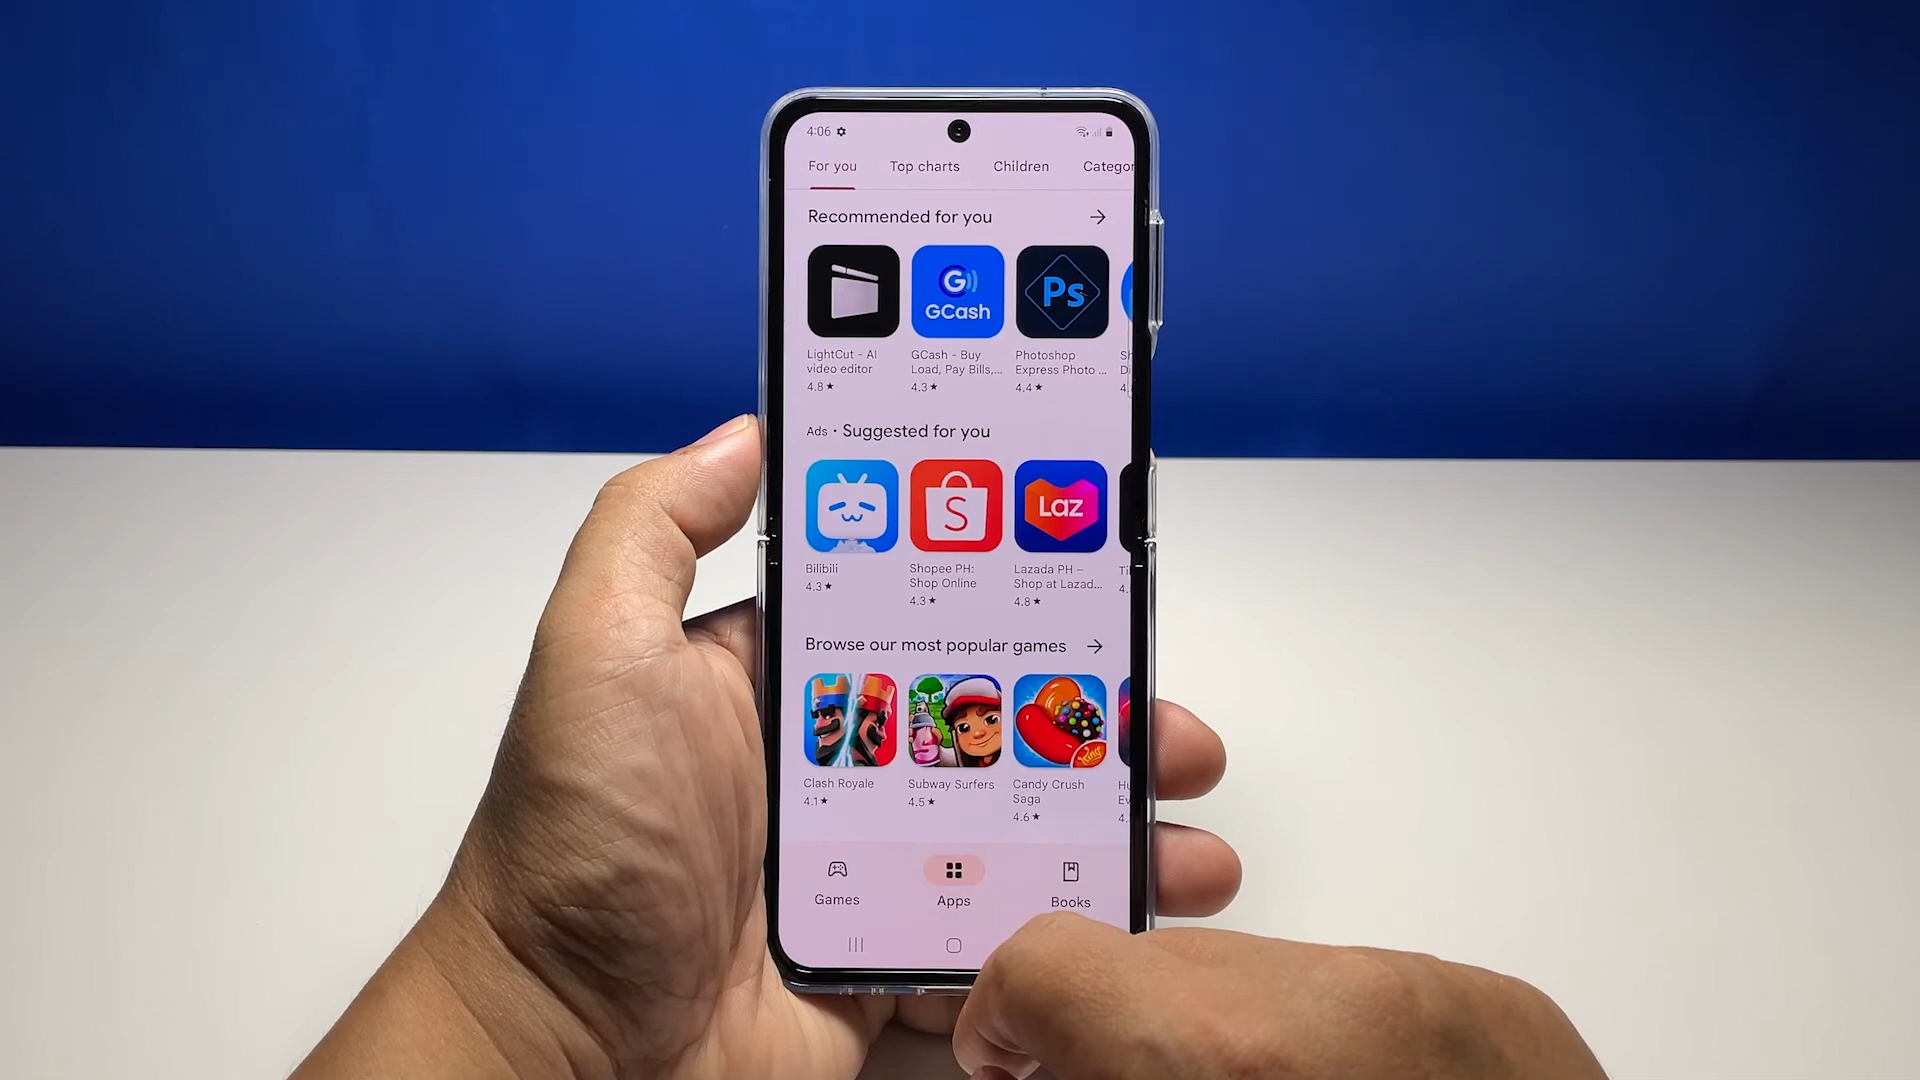 4:06
For you Top charts Children Categor
Recommended for you
G
GCash
Ps
LightCut - AI video editor
4.8★
GCash - Buy Load, Pay Bills,...
4.3★
Photoshop Express Photo ...
4.4★
Ads · Suggested for you
S
Laz
Bilibili
4.3★
Shopee PH: Shop Online
4.3★
Lazada PH – Shop at Lazad...
4.8★
Browse our most popular games
King
Clash Royale
4.1★
Subway Surfers
4.5★
Candy Crush Saga
4.6★
Games Apps Books